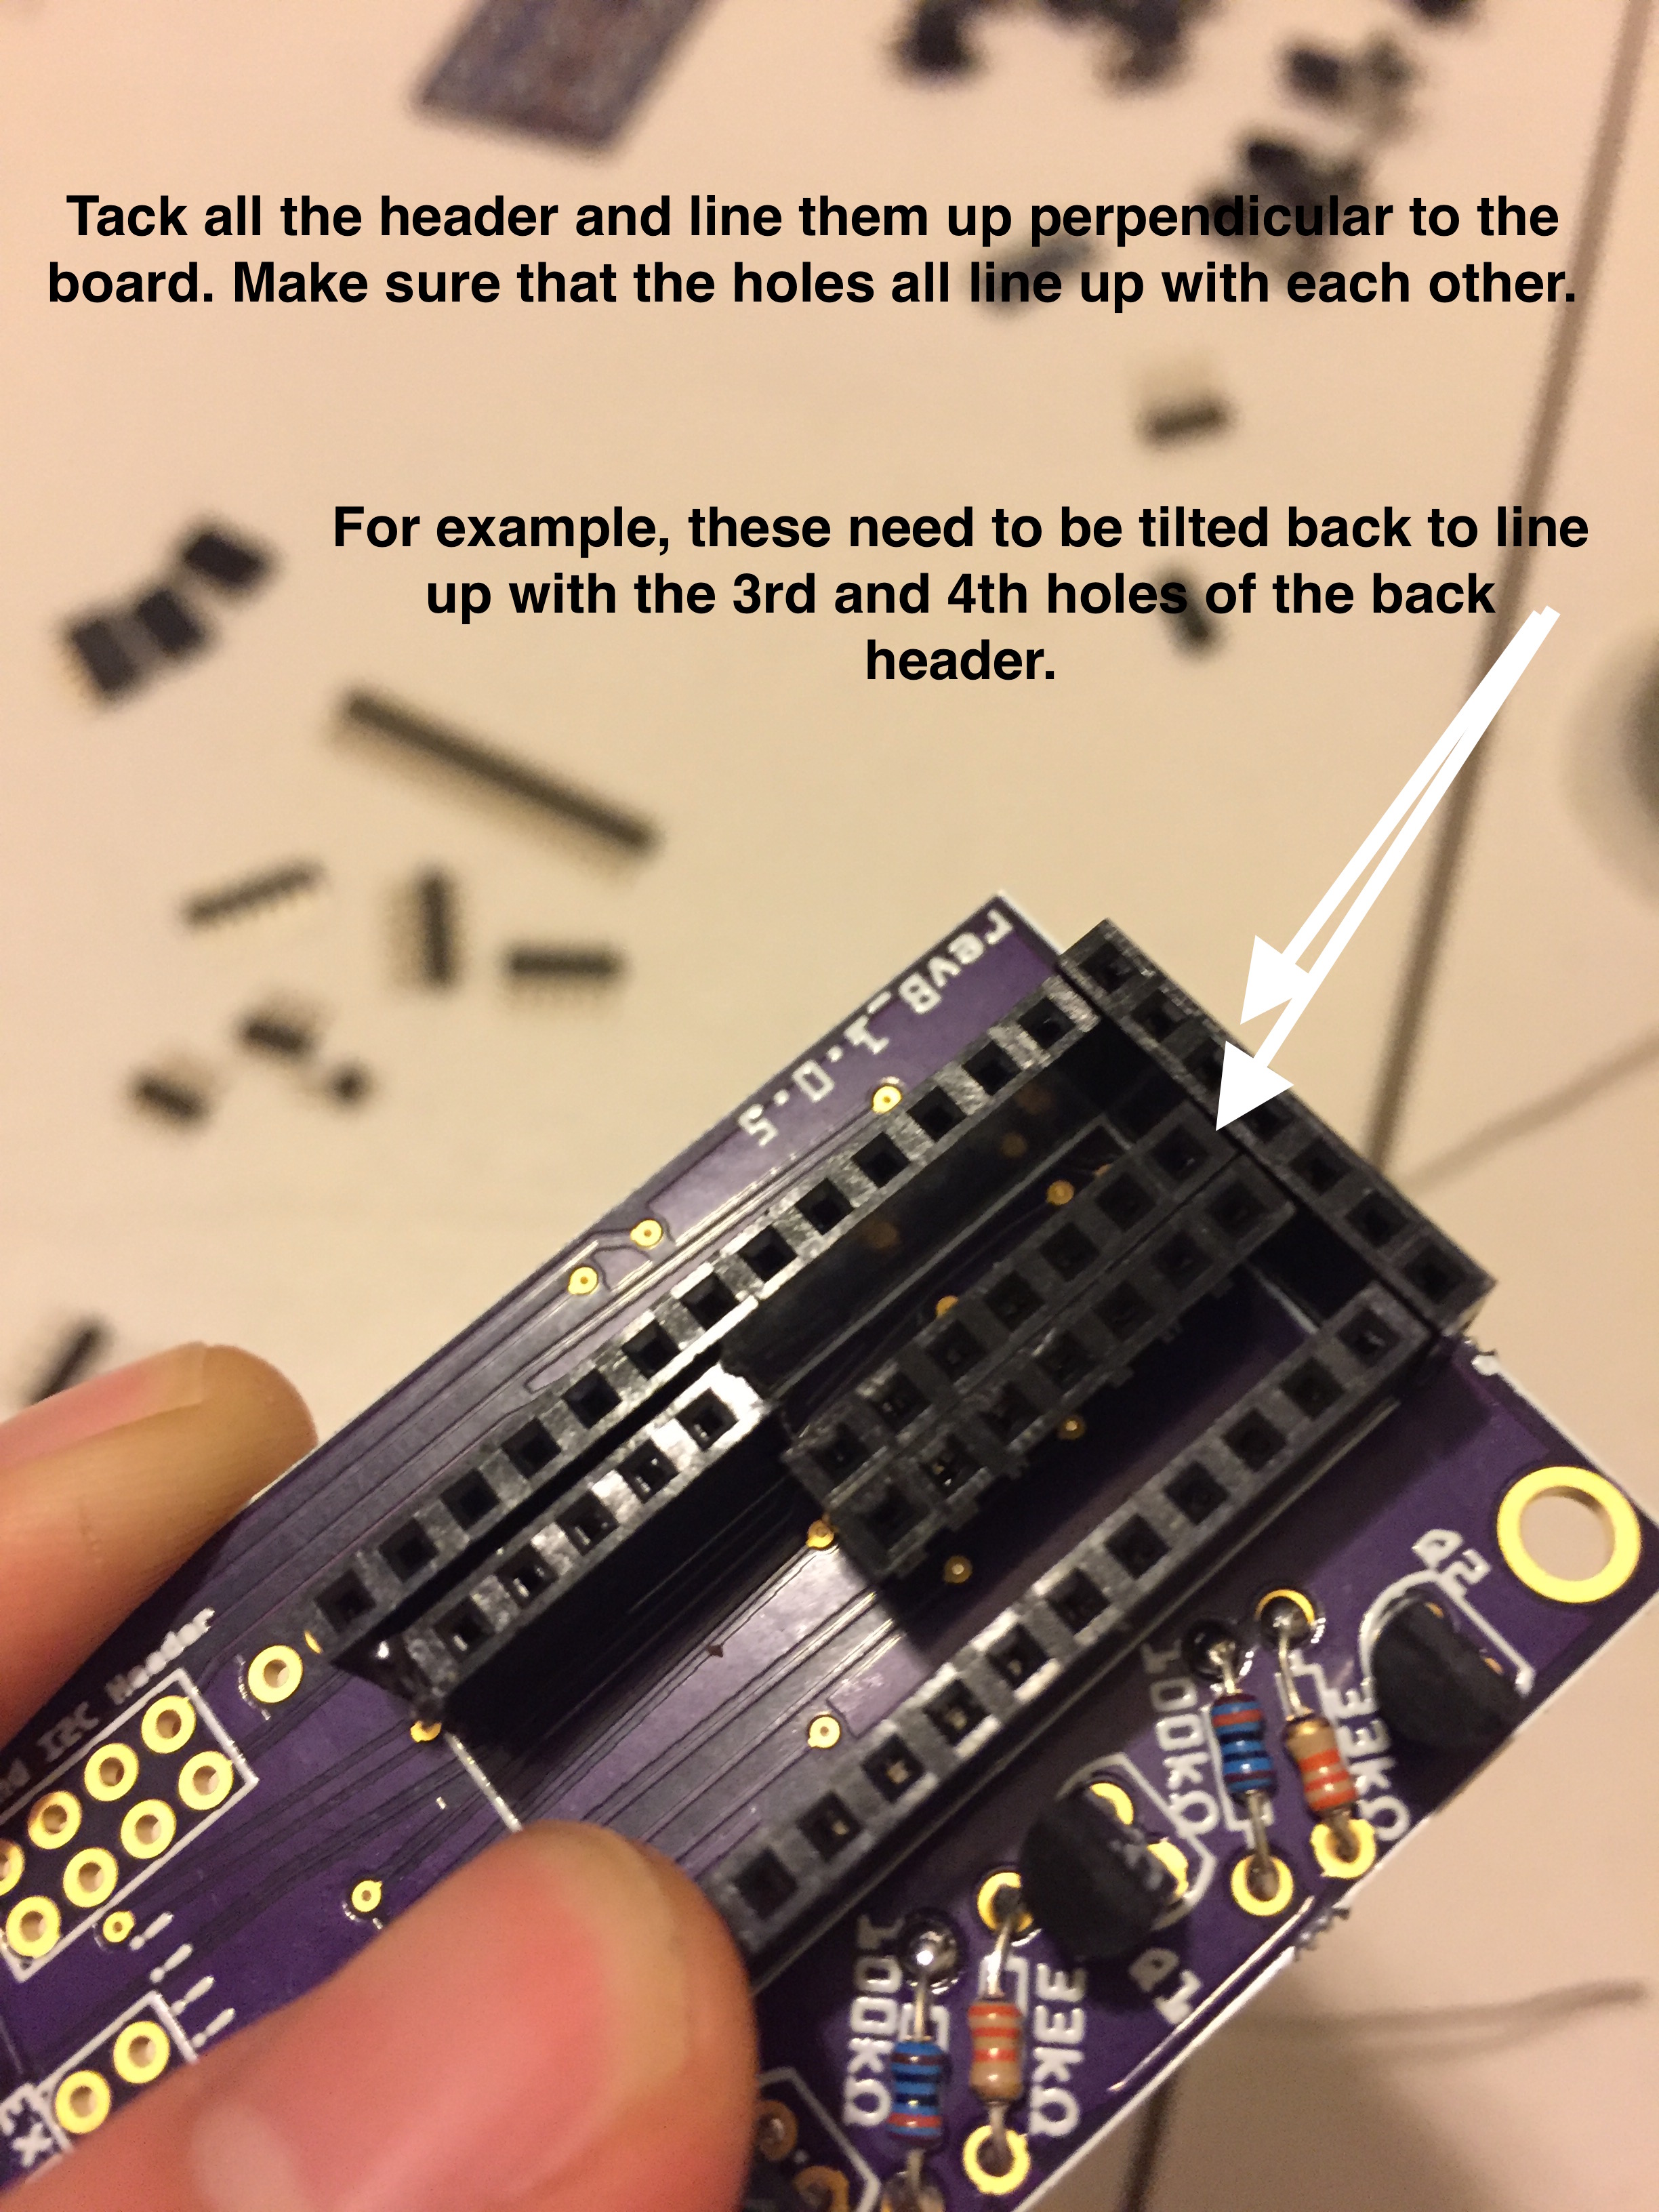 Tack all the header and line them up perpendicular to the
board. Make sure that the holes all line up with each other.
For example, these need to be tilted back to line
up with the 3rd and 4th holes of the back
header.
revB_1.0.5
I2C Header
Q2
100kΩ
33kΩ
Q1
100kΩ
33kΩ